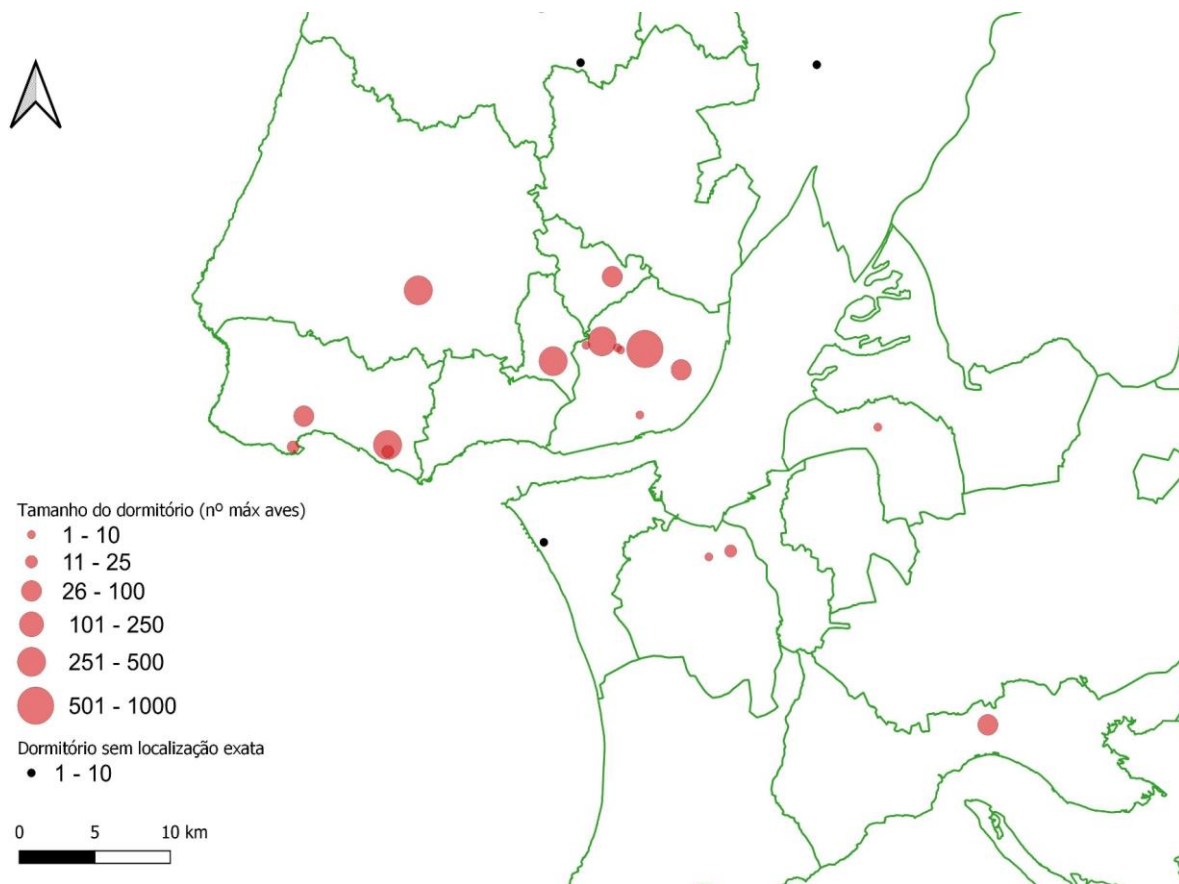 Tamanho do dormitório (nº máx aves)
1 - 10
11 - 25
26 - 100
101 - 250
251 - 500
501 - 1000
Dormitório sem localização exata
1 - 10
0 5 10 km